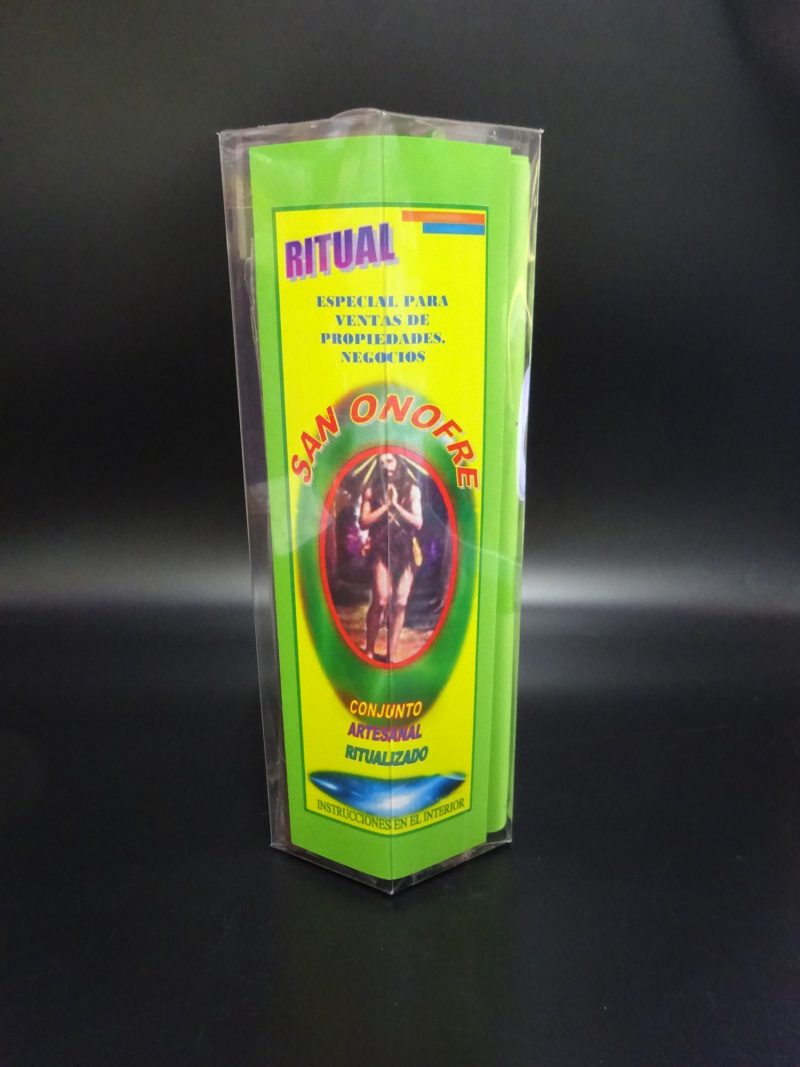 RITUAL
ESPECIAL PARA
VENTAS DE
PROPIEDADES,
NEGOCIOS
SAN ONOFRE
CONJUNTO
ARTESANAL
RITUALIZADO
INSTRUCCIONES EN EL INTERIOR